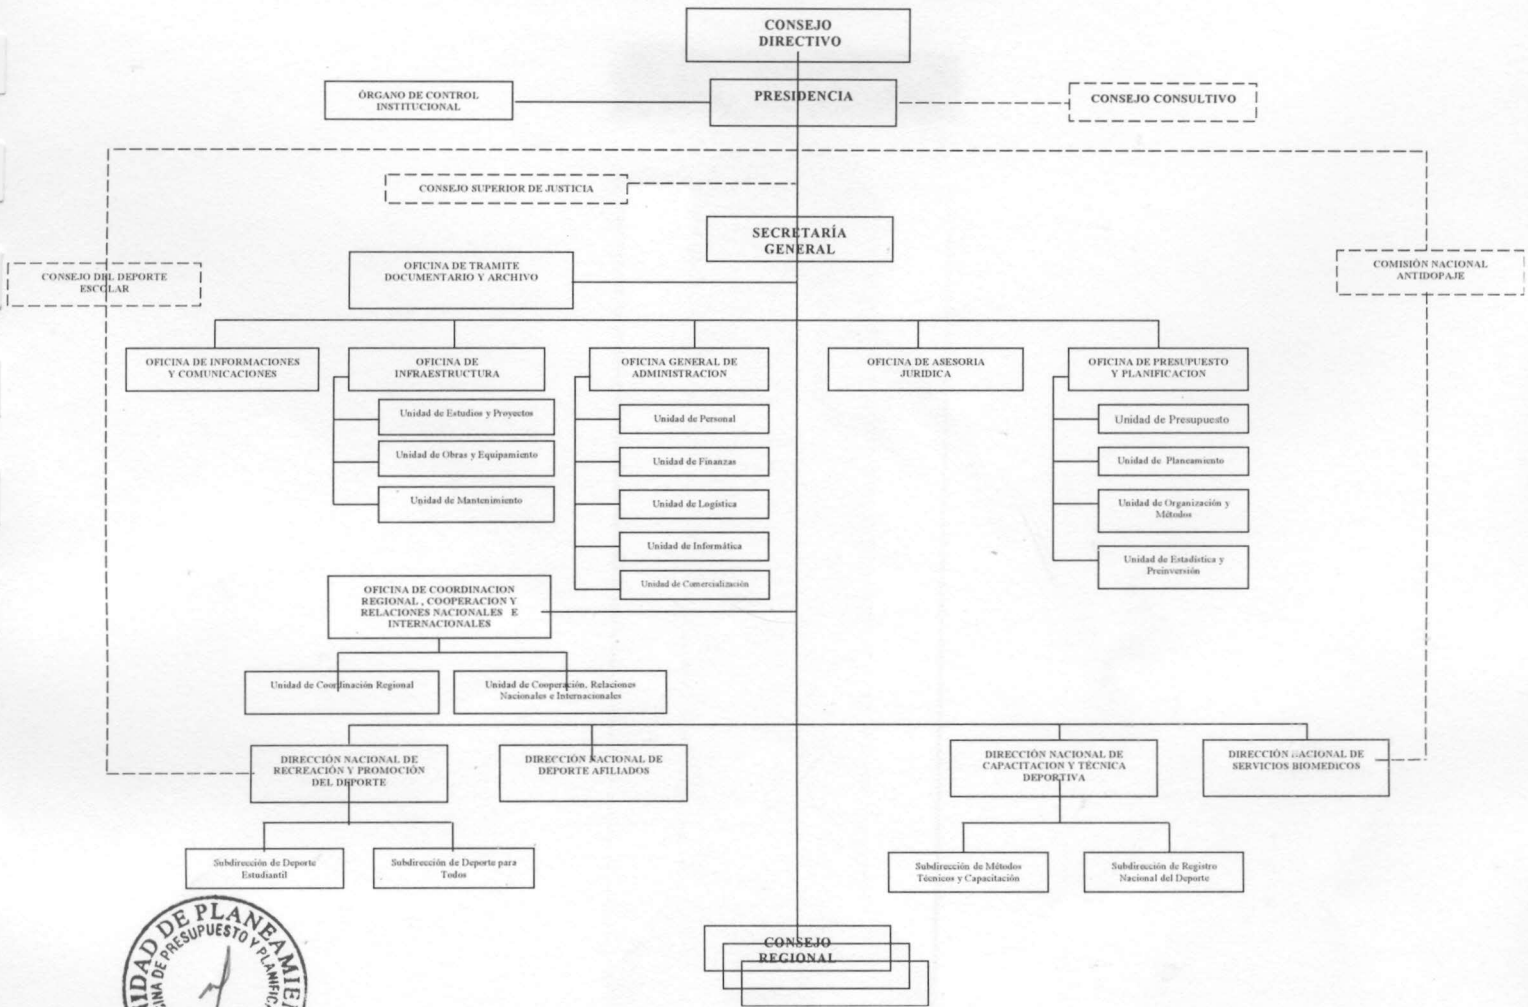 CONSEJO
DIRECTIVO
PRESIDENCIA
ÓRGANO DE CONTROL
INSTITUCIONAL
CONSEJO CONSULTIVO
CONSEJO SUPERIOR DE JUSTICIA
SECRETARÍA
GENERAL
OFICINA DE TRAMITE
DOCUMENTARIO Y ARCHIVO
CONSEJO DEL DEPORTE
ESCOLAR
COMISIÓN NACIONAL
ANTIDOPAJE
OFICINA DE INFORMACIONES
Y COMUNICACIONES
OFICINA DE
INFRAESTRUCTURA
Unidad de Estudios y Proyectos
Unidad de Obras y Equipamiento
Unidad de Mantenimiento
OFICINA GENERAL DE
ADMINISTRACION
Unidad de Personal
Unidad de Finanzas
Unidad de Logística
Unidad de Informática
Unidad de Comercialización
OFICINA DE ASESORIA
JURIDICA
OFICINA DE PRESUPUESTO
Y PLANIFICACION
Unidad de Presupuesto
Unidad de Planeamiento
Unidad de Organización y
Métodos
Unidad de Estadística y
Preinversión
OFICINA DE COORDINACION
REGIONAL , COOPERACION Y
RELACIONES NACIONALES E
INTERNACIONALES
Unidad de Coordinación Regional
Unidad de Cooperación, Relaciones
Nacionales e Internacionales
DIRECCIÓN NACIONAL DE
RECREACIÓN Y PROMOCIÓN
DEL DEPORTE
DIRECCIÓN NACIONAL DE
DEPORTE AFILIADOS
DIRECCIÓN NACIONAL DE
CAPACITACION Y TÉCNICA
DEPORTIVA
DIRECCIÓN NACIONAL DE
SERVICIOS BIOMEDICOS
Subdirección de Deporte
Estudiantil
Subdirección de Deporte para
Todos
Subdirección de Métodos
Técnicos y Capacitación
Subdirección de Registro
Nacional del Deporte
CONSEJO
REGIONAL
DE PLANEAMIE
DE PRESUPUESTO Y